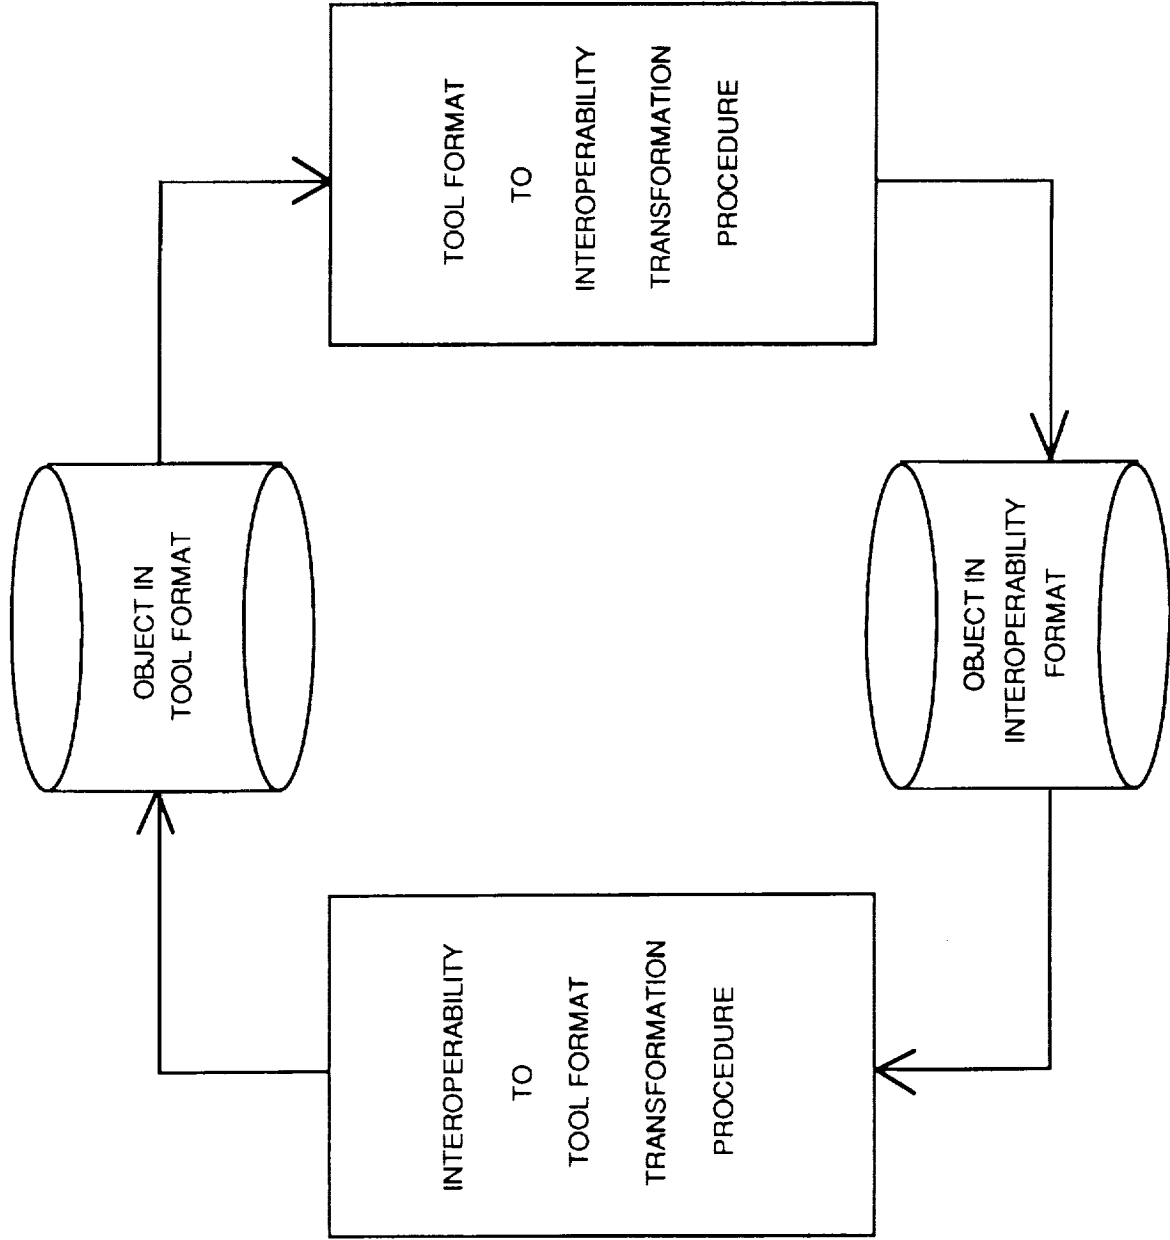 OBJECT IN
TOOL FORMAT
INTEROPERABILITY
TO
TOOL FORMAT
TRANSFORMATION
PROCEDURE
TOOL FORMAT
TO
INTEROPERABILITY
TRANSFORMATION
PROCEDURE
OBJECT IN
INTEROPERABILITY
FORMAT